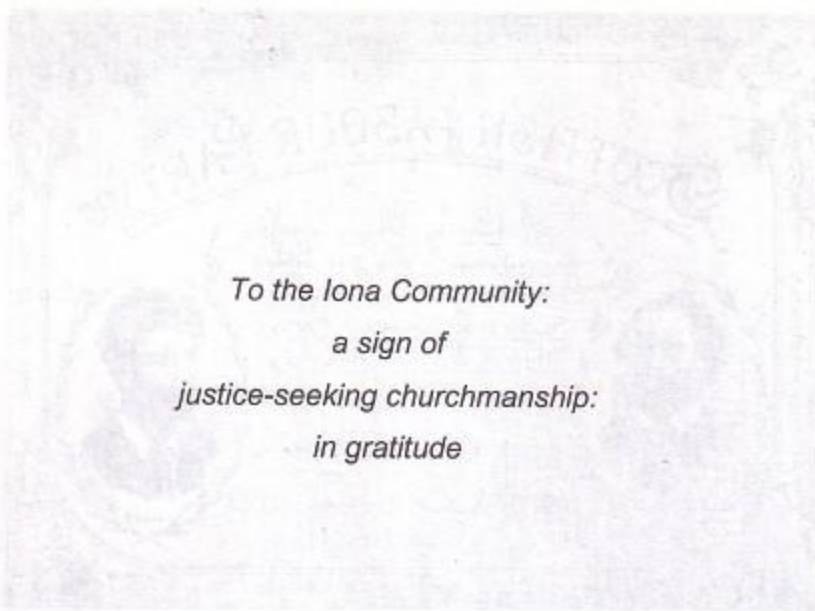 To the Iona Community:
a sign of
justice-seeking churchmanship:
in gratitude